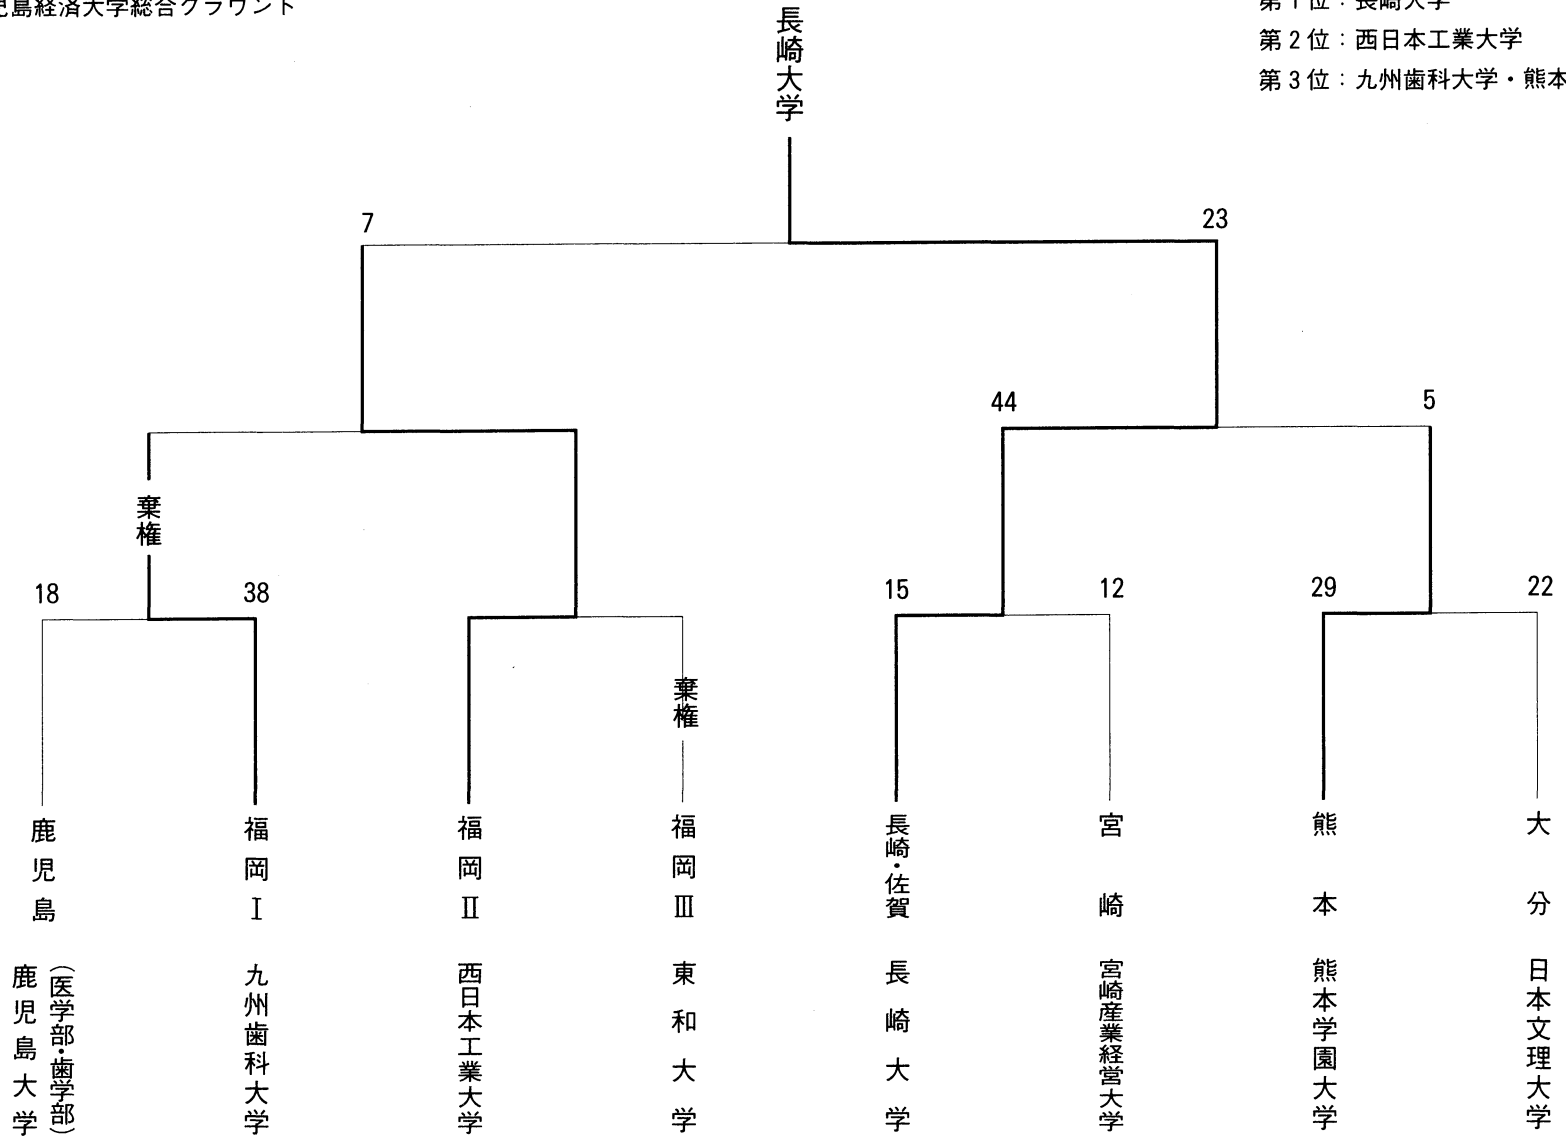 児島経済大学総合グラウンド
第1位：長崎大学
第2位：西日本工業大学
第3位：九州歯科大学・熊本
長崎大学
7
23
44
5
棄権
18
38
15
12
29
22
棄権
鹿児島
鹿児島大学
（医学部・歯学部）
福岡Ⅰ
九州歯科大学
福岡Ⅱ
西日本工業大学
福岡Ⅲ
東和大学
長崎・佐賀
長崎大学
宮崎
宮崎産業経営大学
熊本
熊本学園大学
大分
日本文理大学